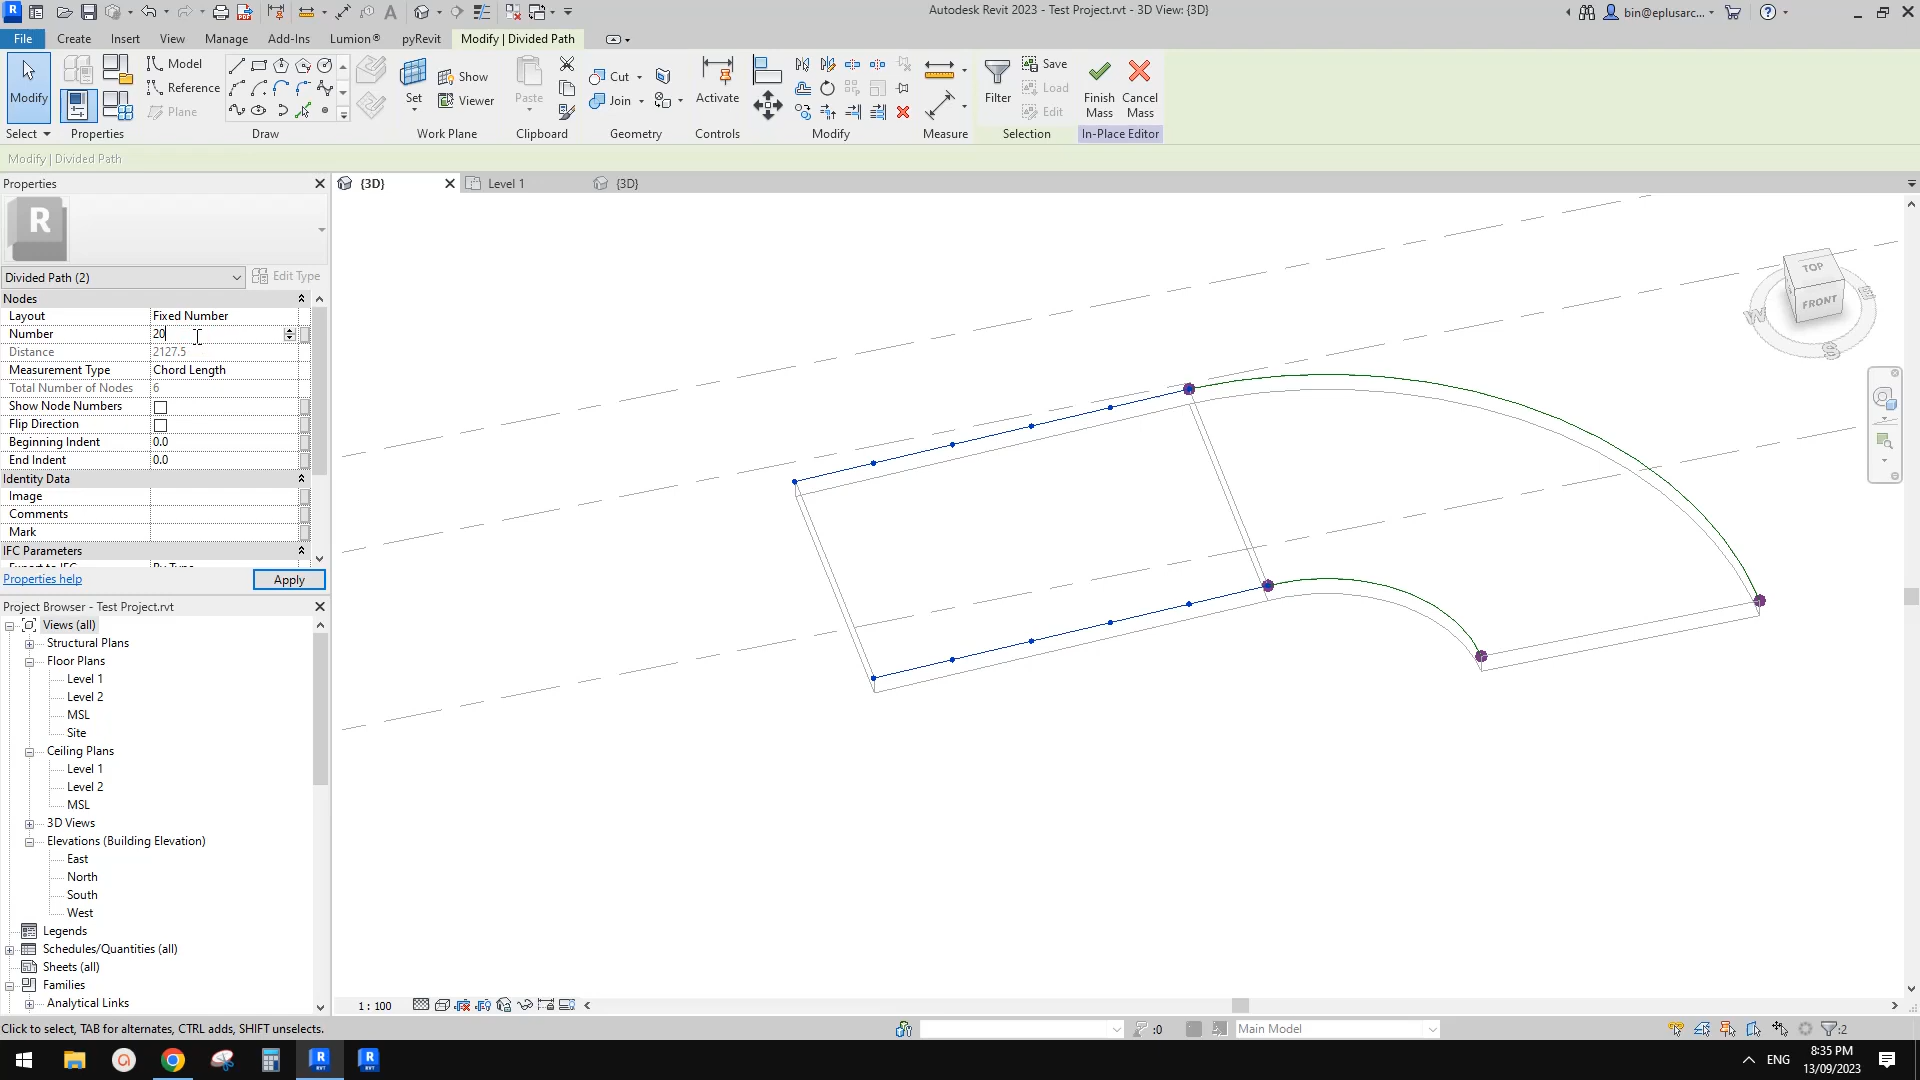 Autodesk Revit 2023 - Test Project.rvt - 3D View: {3D}
bin@eplusarc...
File
Create
Insert
View
Manage
Add-Ins
Lumion®
pyRevit
Modify | Divided Path
Modify
Model
Reference
Plane
Set
Show
Viewer
Paste
Cut
Join
Activate
Filter
Save
Load
Edit
Finish Mass
Cancel Mass
Select
Properties
Draw
Work Plane
Clipboard
Geometry
Controls
Modify
Measure
Selection
In-Place Editor
Modify | Divided Path
Properties
{3D}
Level 1
{3D}
R
Divided Path (2)
Edit Type
Nodes
Layout Fixed Number
Number 20
Distance 2127.5
Measurement Type Chord Length
Total Number of Nodes 6
Show Node Numbers
Flip Direction
Beginning Indent 0.0
End Indent 0.0
Identity Data
Image
Comments
Mark
IFC Parameters
Properties help
Apply
Project Browser - Test Project.rvt
Views (all)
Structural Plans
Floor Plans
Level 1
Level 2
MSL
Site
Ceiling Plans
Level 1
Level 2
MSL
3D Views
Elevations (Building Elevation)
East
North
South
West
Legends
Schedules/Quantities (all)
Sheets (all)
Families
Analytical Links
TOP
FRONT
W
S
E
1 : 100
Click to select, TAB for alternates, CTRL adds, SHIFT unselects.
:0
Main Model
:2
ENG
8:35 PM
13/09/2023